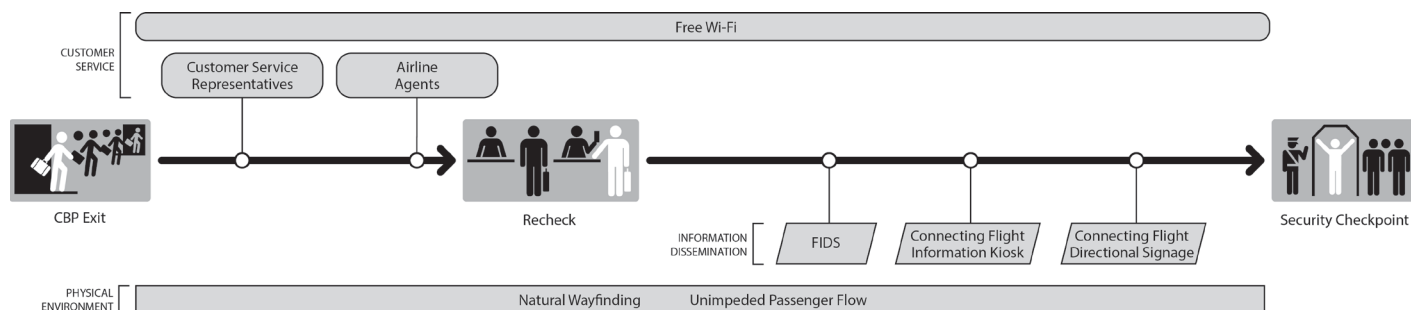 Free Wi-Fi
CUSTOMER
SERVICE
Customer Service
Representatives
Airline
Agents
CBP Exit
Recheck
Security Checkpoint
INFORMATION
DISSEMINATION
FIDS
Connecting Flight
Information Kiosk
Connecting Flight
Directional Signage
PHYSICAL
ENVIRONMENT
Natural Wayfinding Unimpeded Passenger Flow